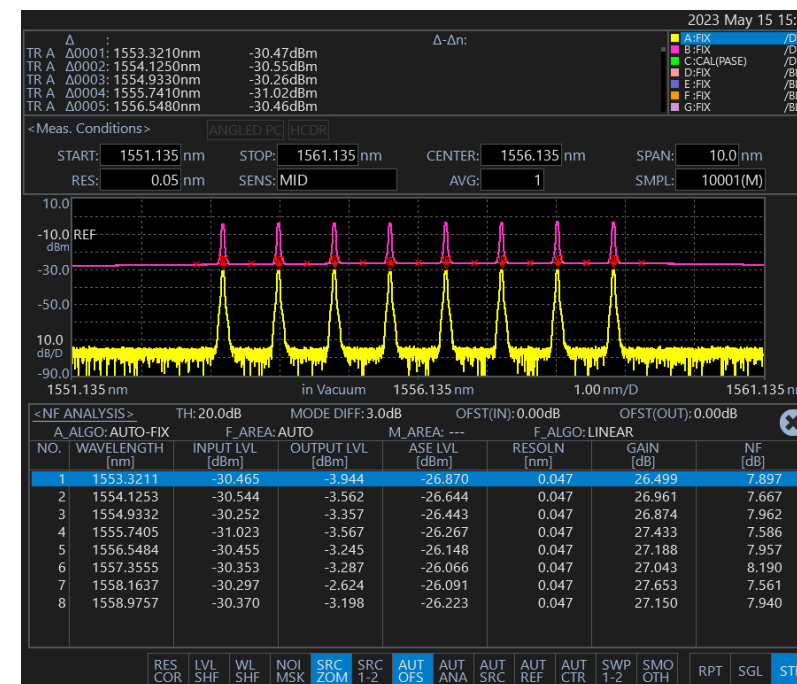 2023 May 15 15:
Δ : Δ-Δn:
TR A Δ0001: 1553.3210nm -30.47dBm
TR A Δ0002: 1554.1250nm -30.55dBm
TR A Δ0003: 1554.9330nm -30.26dBm
TR A Δ0004: 1555.7410nm -31.02dBm
TR A Δ0005: 1556.5480nm -30.46dBm
A:FIX /D
B:FIX /D
C:CAL(PASE) /D
D:FIX /B
E:FIX /B
F:FIX /B
G:FIX /B
<Meas. Conditions> ANGLED PC HCDR
START: 1551.135 nm STOP: 1561.135 nm CENTER: 1556.135 nm SPAN: 10.0 nm
RES: 0.05 nm SENS: MID AVG: 1 SMPL: 10001(M)
10.0
-10.0 REF
dBm
-30.0
-50.0
10.0
dB/D
-90.0
1551.135 nm in Vacuum 1556.135 nm 1.00 nm/D 1561.135 n
<NF ANALYSIS> TH: 20.0dB MODE DIFF: 3.0dB OFST(IN): 0.00dB OFST(OUT): 0.00dB
A_ALGO: AUTO-FIX F_AREA: AUTO M_AREA: --- F_ALGO: LINEAR
NO. WAVELENGTH INPUT LVL OUTPUT LVL ASE LVL RESOLN GAIN NF
[nm] [dBm] [dBm] [dBm] [nm] [dB] [dB]
1 1553.3211 -30.465 -3.944 -26.870 0.047 26.499 7.897
2 1554.1253 -30.544 -3.562 -26.644 0.047 26.961 7.667
3 1554.9332 -30.252 -3.357 -26.443 0.047 26.874 7.962
4 1555.7405 -31.023 -3.567 -26.267 0.047 27.433 7.586
5 1556.5484 -30.455 -3.245 -26.148 0.047 27.188 7.957
6 1557.3555 -30.353 -3.287 -26.066 0.047 27.043 8.190
7 1558.1637 -30.297 -2.624 -26.091 0.047 27.653 7.561
8 1558.9757 -30.370 -3.198 -26.223 0.047 27.150 7.940
RES LVL WL NOI SRC SRC AUT AUT AUT AUT AUT SWP SMO RPT SGL ST
COR SHF SHF MSK ZOM 1-2 OFS ANA SRC REF CTR 1-2 OTH